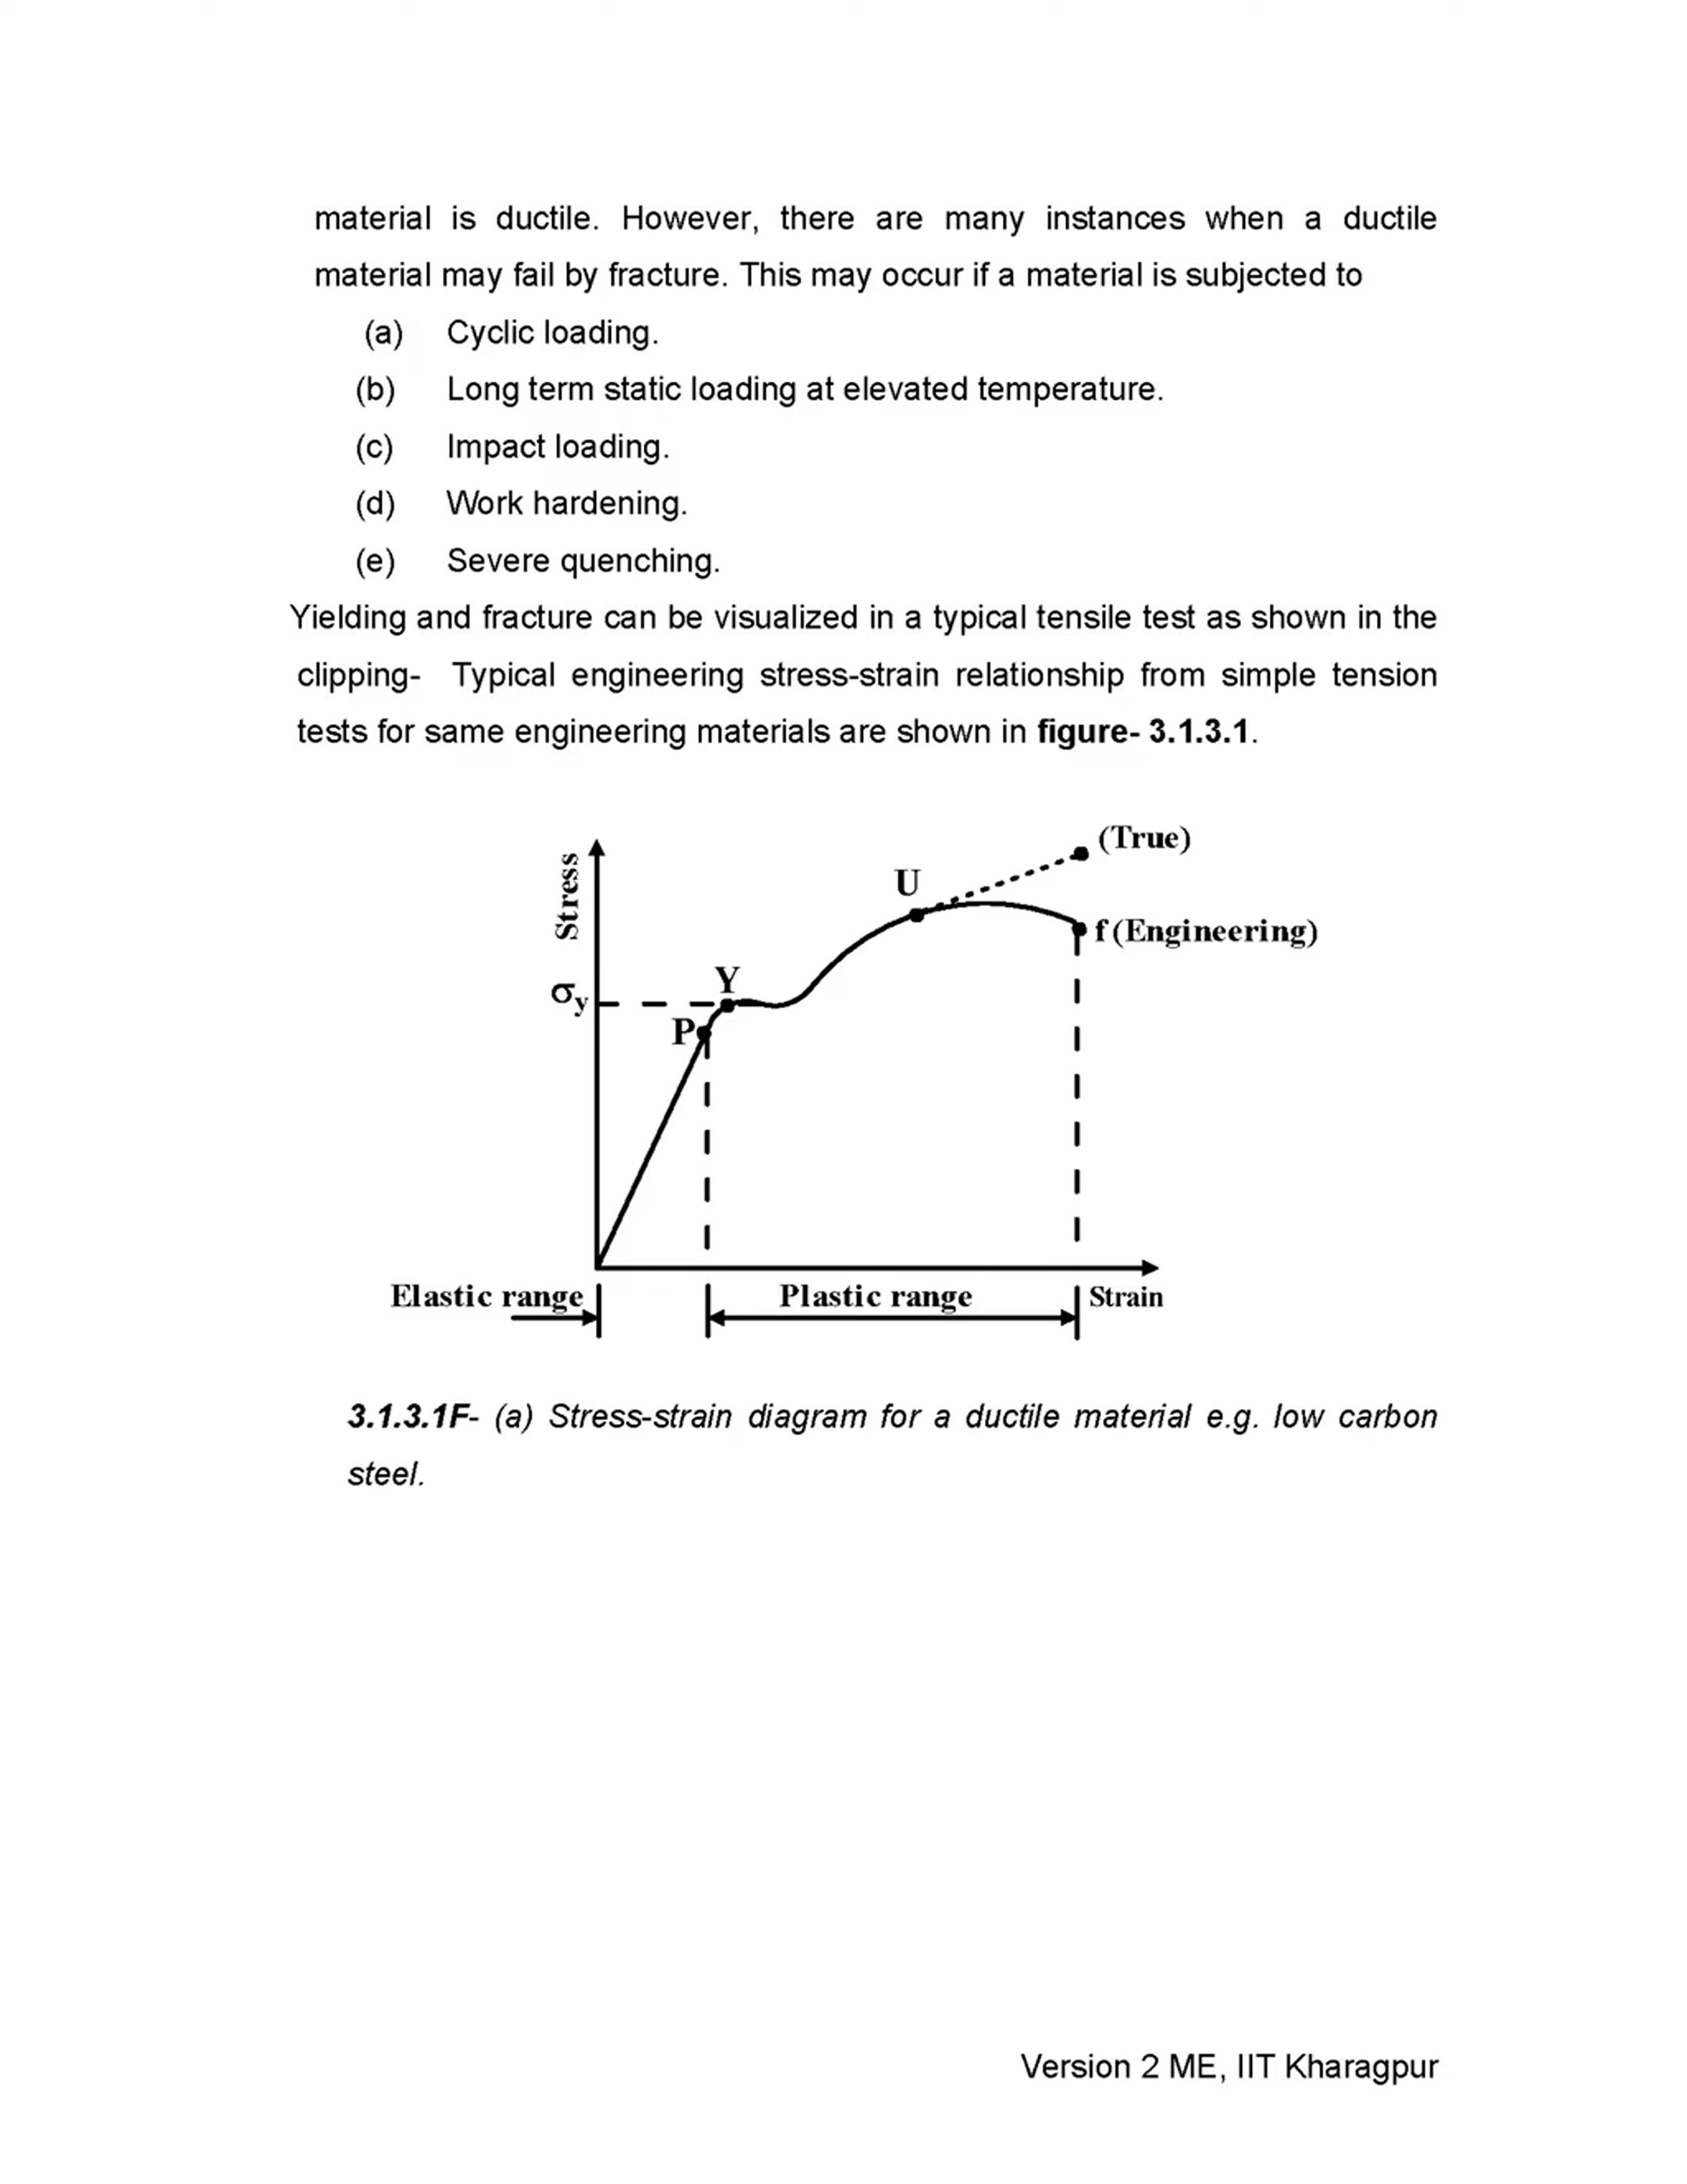 material is ductile. However, there are many instances when a ductile
material may fail by fracture. This may occur if a material is subjected to
(a) Cyclic loading.
(b) Long term static loading at elevated temperature.
(c) Impact loading.
(d) Work hardening.
(e) Severe quenching.
Yielding and fracture can be visualized in a typical tensile test as shown in the
clipping- Typical engineering stress-strain relationship from simple tension
tests for same engineering materials are shown in figure- 3.1.3.1.
(True)
Stress
U
f (Engineering)
Y
σy
P
Elastic range
Plastic range
Strain
3.1.3.1F- (a) Stress-strain diagram for a ductile material e.g. low carbon
steel.
Version 2 ME, IIT Kharagpur